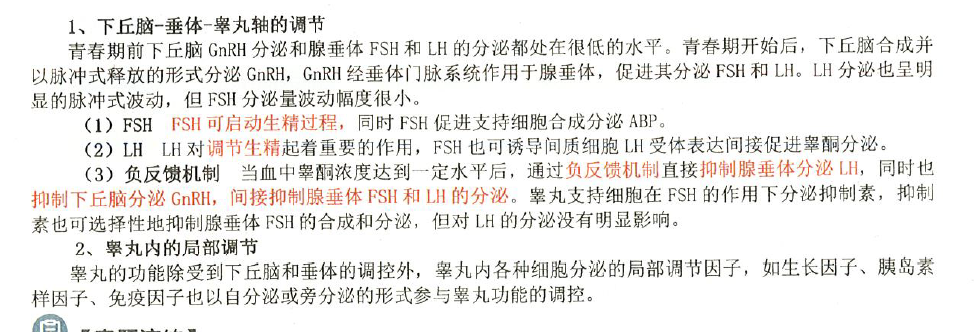 1、下丘脑-垂体-睾丸轴的调节
青春期前下丘脑 GnRH 分泌和腺垂体 FSH 和 LH 的分泌都处在很低的水平。青春期开始后，下丘脑合成并
以脉冲式释放的形式分泌 GnRH，GnRH 经垂体门脉系统作用于腺垂体，促进其分泌 FSH 和 LH。LH 分泌也呈明
显的脉冲式波动，但 FSH 分泌量波动幅度很小。
（1）FSH FSH 可启动生精过程，同时 FSH 促进支持细胞合成分泌 ABP。
（2）LH LH 对调节生精起着重要的作用，FSH 也可诱导间质细胞 LH 受体表达间接促进睾酮分泌。
（3）负反馈机制 当血中睾酮浓度达到一定水平后，通过负反馈机制直接抑制腺垂体分泌 LH，同时也
抑制下丘脑分泌 GnRH，间接抑制腺垂体 FSH 和 LH 的分泌。睾丸支持细胞在 FSH 的作用下分泌抑制素，抑制
素也可选择性地抑制腺垂体 FSH 的合成和分泌，但对 LH 的分泌没有明显影响。
2、睾丸内的局部调节
睾丸的功能除受到下丘脑和垂体的调控外，睾丸内各种细胞分泌的局部调节因子，如生长因子、胰岛素
样因子、免疫因子也以自分泌或旁分泌的形式参与睾丸功能的调控。